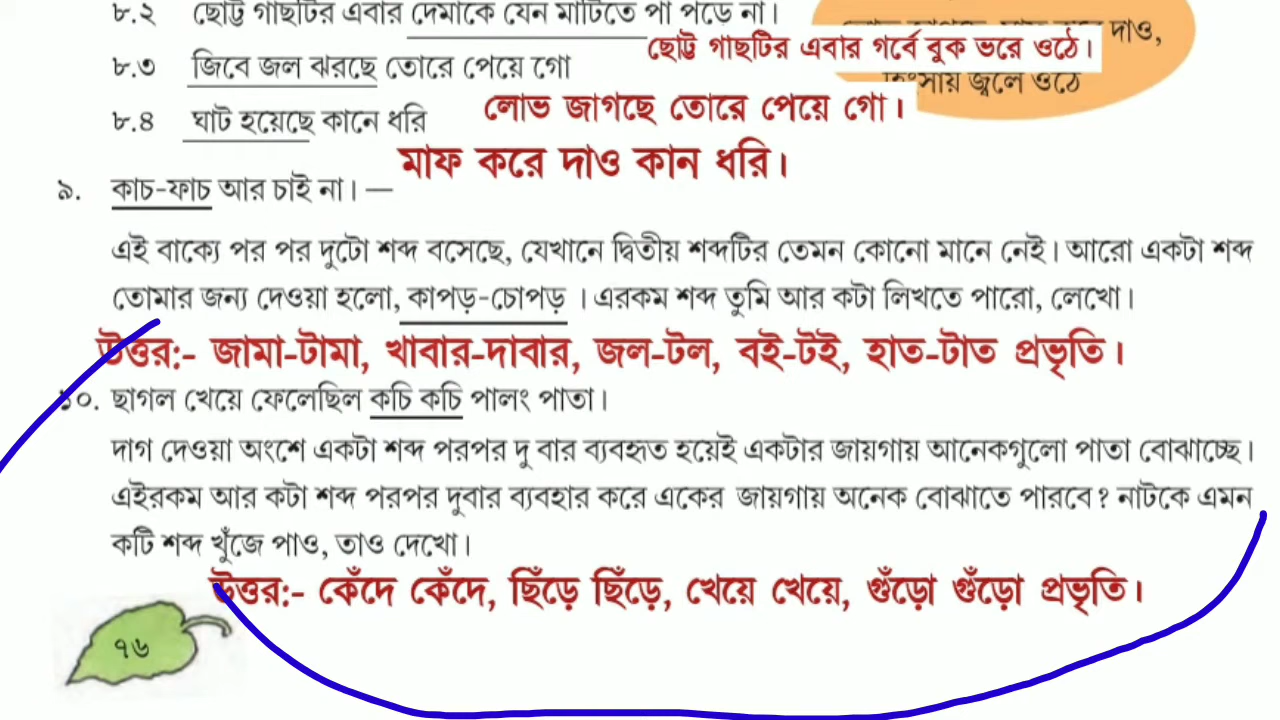 ৮.২ ছোট্ট গাছটির এবার দেমাকে যেন মাটিতে পা পড়ে না।
দাও,
ছোট্ট গাছটির এবার গর্বে বুক ভরে ওঠে।
৮.৩ জিবে জল ঝরছে তোরে পেয়ে গো
হিংসায় জ্বলে ওঠে
লোভ জাগছে তোরে পেয়ে গো।
৮.৪ ঘাট হয়েছে কানে ধরি
মাফ করে দাও কান ধরি।
৯. কাচ-ফাচ আর চাই না। —
এই বাক্যে পর পর দুটো শব্দ বসেছে, যেখানে দ্বিতীয় শব্দটির তেমন কোনো মানে নেই। আরো একটা শব্দ
তোমার জন্য দেওয়া হলো, কাপড়-চোপড় । এরকম শব্দ তুমি আর কটা লিখতে পারো, লেখো।
উত্তর:- জামা-টামা, খাবার-দাবার, জল-টল, বই-টই, হাত-টাত প্রভৃতি।
১০. ছাগল খেয়ে ফেলেছিল কচি কচি পালং পাতা।
দাগ দেওয়া অংশে একটা শব্দ পরপর দু বার ব্যবহৃত হয়েই একটার জায়গায় আনেকগুলো পাতা বোঝাচ্ছে।
এইরকম আর কটা শব্দ পরপর দুবার ব্যবহার করে একের জায়গায় অনেক বোঝাতে পারবে? নাটকে এমন
কটি শব্দ খুঁজে পাও, তাও দেখো।
উত্তর:- কেঁদে কেঁদে, ছিঁড়ে ছিঁড়ে, খেয়ে খেয়ে, গুঁড়ো গুঁড়ো প্রভৃতি।
৭৬